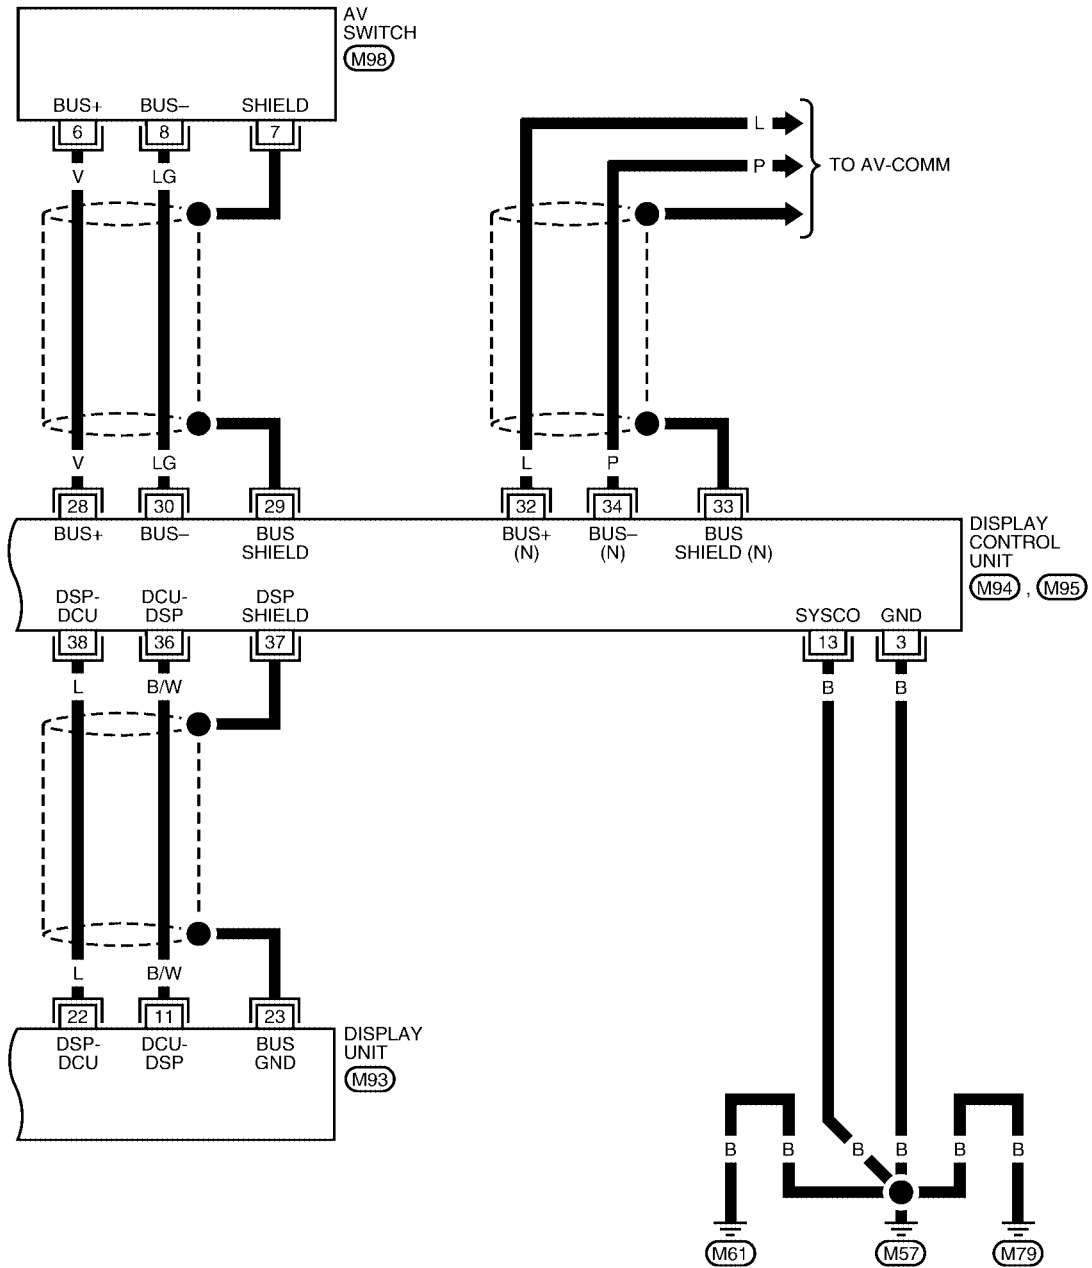 AV
SWITCH
M98
BUS+ BUS– SHIELD
6 8 7
V LG
L
P
TO AV-COMM
V LG L P
28 30 29 32 34 33
BUS+ BUS– BUS SHIELD BUS+ (N) BUS– (N) BUS SHIELD (N)
DISPLAY
CONTROL
UNIT
M94 , M95
DSP-DCU DCU-DSP DSP SHIELD SYSCO GND
38 36 37 13 3
L B/W B B
L B/W
22 11 23
DSP-DCU DCU-DSP BUS GND
DISPLAY
UNIT
M93
B B B B B B
M61 M57 M79